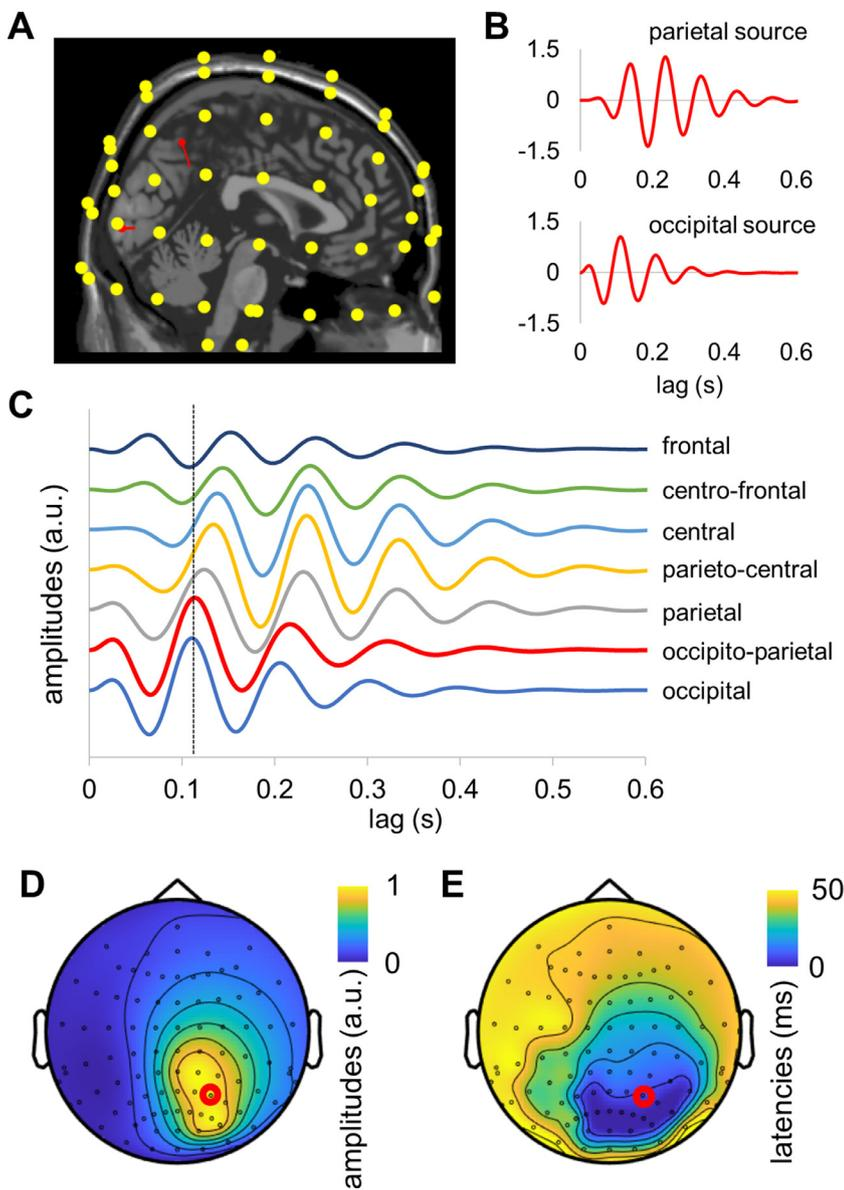 A
B
parietal source
1.5
0
-1.5
0 0.2 0.4 0.6
occipital source
1.5
0
-1.5
0 0.2 0.4 0.6
lag (s)
C
amplitudes (a.u.)
frontal
centro-frontal
central
parieto-central
parietal
occipito-parietal
occipital
0 0.1 0.2 0.3 0.4 0.5 0.6
lag (s)
D
1
0
amplitudes (a.u.)
E
50
0
latencies (ms)